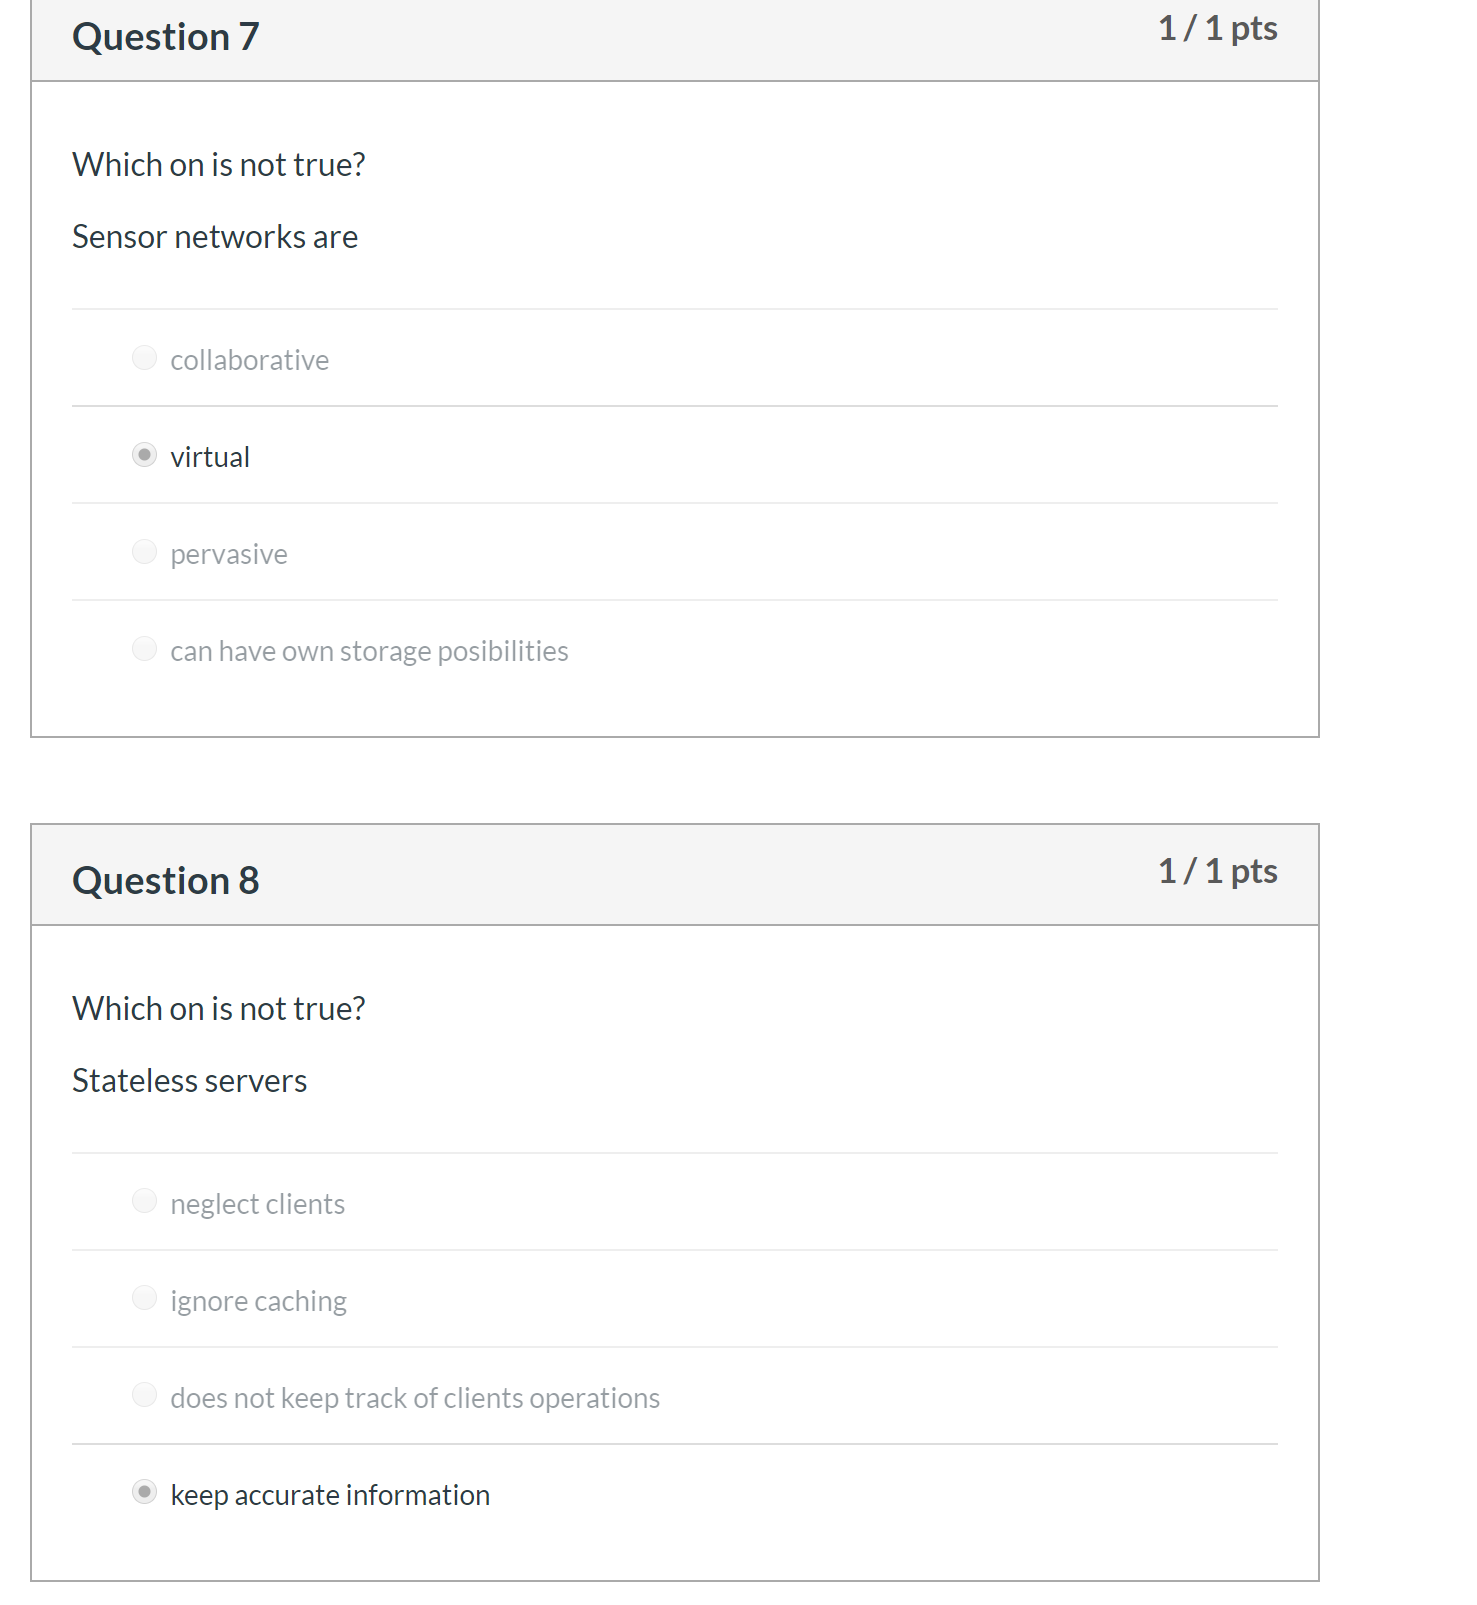 Question 7
1 / 1 pts
Which on is not true?
Sensor networks are
collaborative
virtual
pervasive
can have own storage posibilities
Question 8
1 / 1 pts
Which on is not true?
Stateless servers
neglect clients
ignore caching
does not keep track of clients operations
keep accurate information